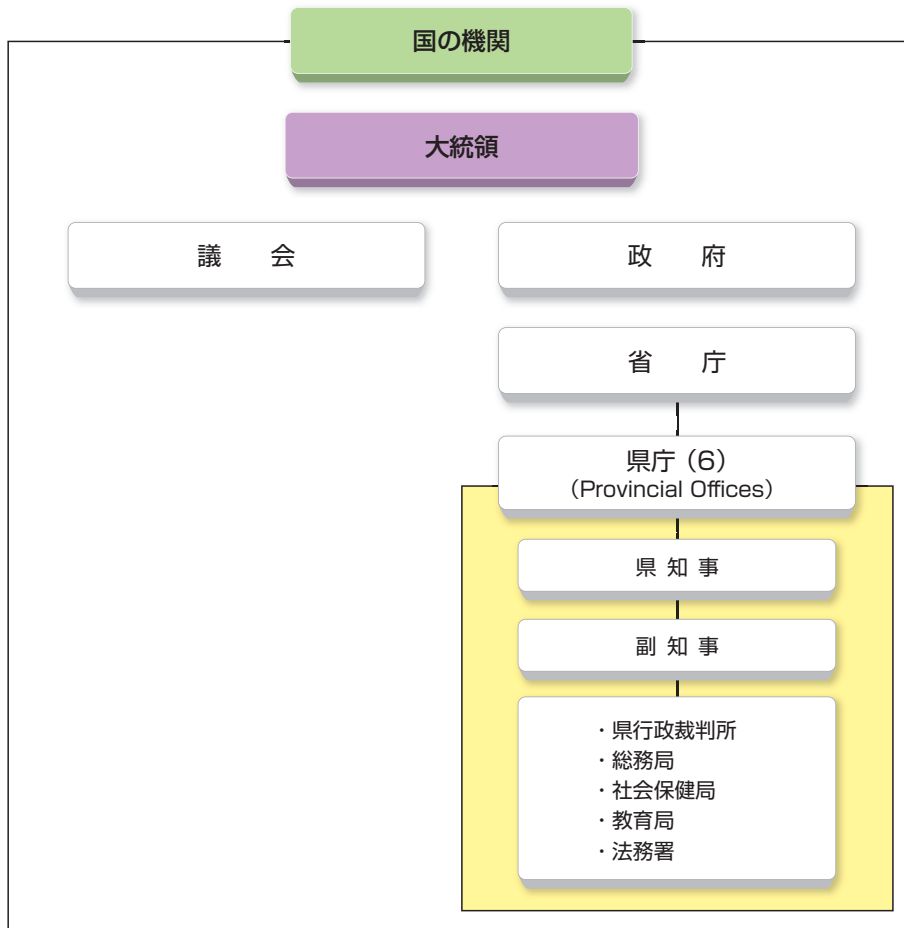 国の機関
大統領
議　　会
政　　府
省　　庁
県庁（6）
（Provincial Offices）
県 知 事
副 知 事
・県行政裁判所
・総務局
・社会保健局
・教育局
・法務署